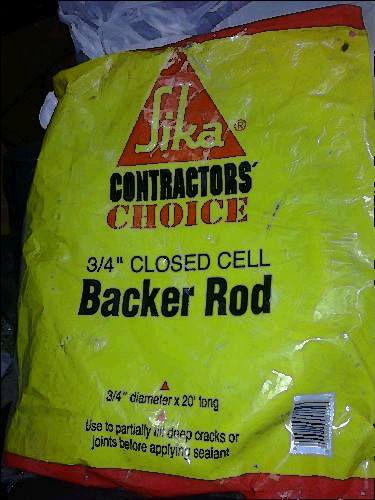 Sika®
CONTRACTORS'
CHOICE
3/4" CLOSED CELL
Backer Rod
3/4" diameter x 20' long
Use to partially fill deep cracks or
joints before applying sealant